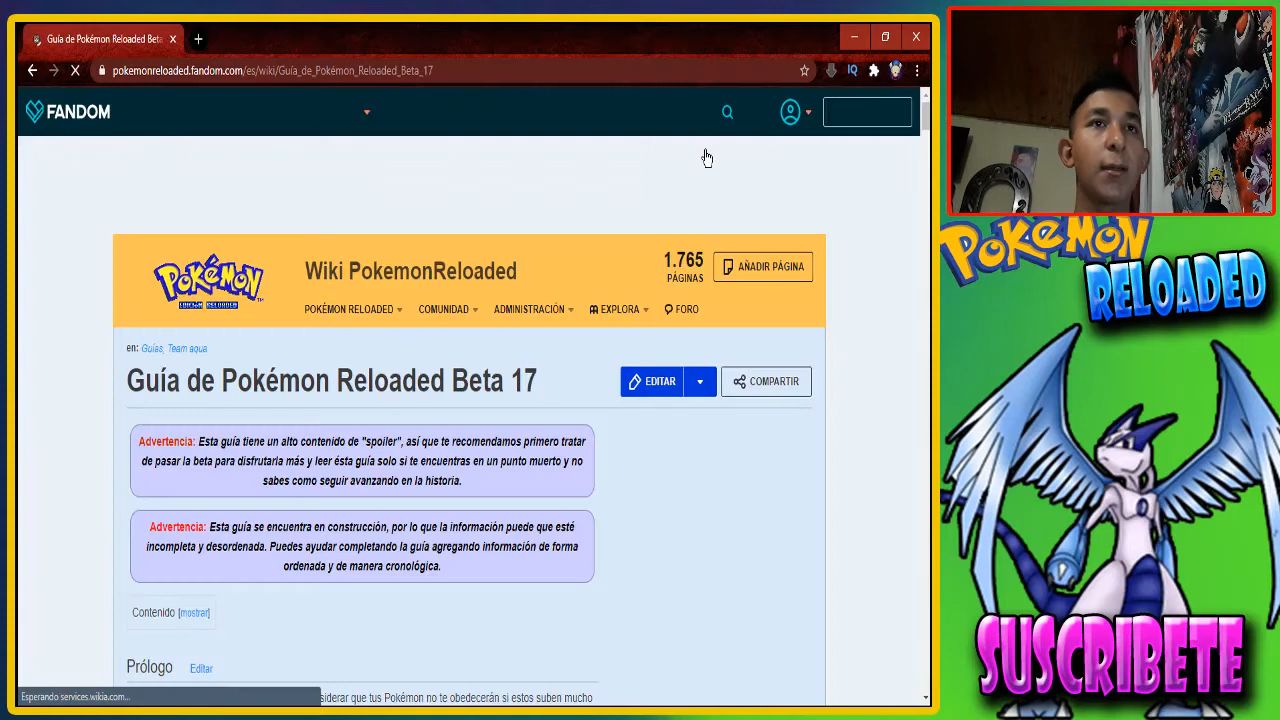 Guía de Pokémon Reloaded Bet
pokemonreloaded.fandom.com/es/wiki/Guía_de_Pokémon_Reloaded_Beta_17
IQ
FANDOM
POKéMON
EDICIÓN RELOADED
Wiki PokemonReloaded
1.765
PÁGINAS
AÑADIR PÁGINA
POKÉMON RELOADED
COMUNIDAD
ADMINISTRACIÓN
EXPLORA
FORO
en: Guías, Team aqua
Guía de Pokémon Reloaded Beta 17
EDITAR
COMPARTIR
Advertencia: Esta guía tiene un alto contenido de "spoiler", así que te recomendamos primero tratar
de pasar la beta para disfrutarla más y leer ésta guía solo si te encuentras en un punto muerto y no
sabes como seguir avanzando en la historia.
Advertencia: Esta guía se encuentra en construcción, por lo que la información puede que esté
incompleta y desordenada. Puedes ayudar completando la guía agregando información de forma
ordenada y de manera cronológica.
Contenido [mostrar]
Prólogo Editar
siderar que tus Pokémon no te obedecerán si estos suben mucho
Esperando services.wikia.com...
POKéMON
RELOADED
SUSCRIBETE